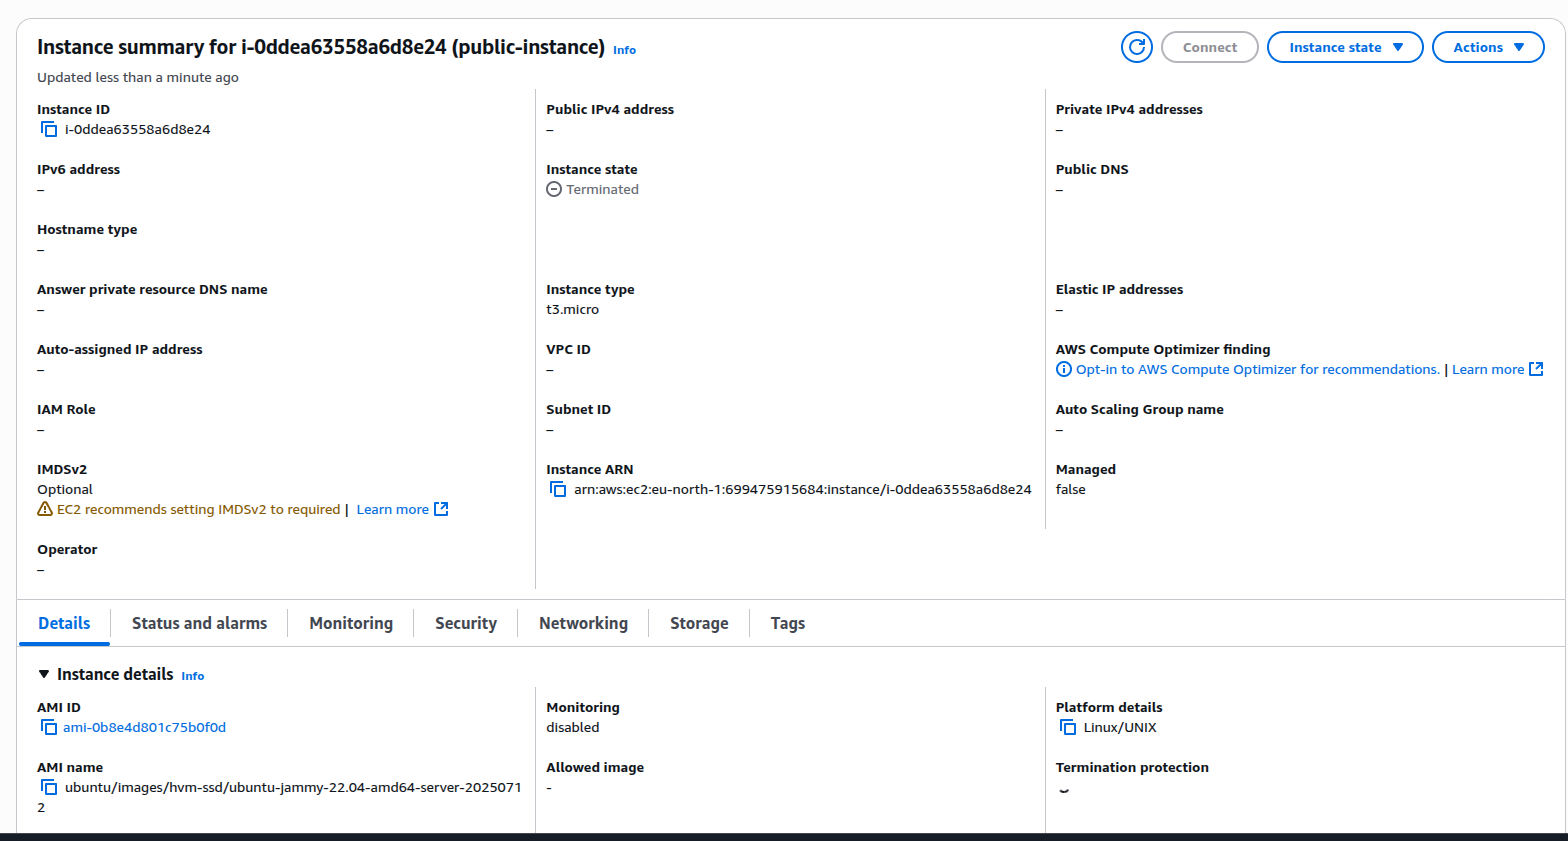 Instance summary for i-0ddea63558a6d8e24 (public-instance) Info
Connect
Instance state
Actions
Updated less than a minute ago
Instance ID
i-0ddea63558a6d8e24
Public IPv4 address
–
Private IPv4 addresses
–
IPv6 address
–
Instance state
Terminated
Public DNS
–
Hostname type
–
Answer private resource DNS name
–
Instance type
t3.micro
Elastic IP addresses
–
Auto-assigned IP address
–
VPC ID
–
AWS Compute Optimizer finding
Opt-in to AWS Compute Optimizer for recommendations. | Learn more
IAM Role
–
Subnet ID
–
Auto Scaling Group name
–
IMDSv2
Optional
EC2 recommends setting IMDSv2 to required | Learn more
Instance ARN
arn:aws:ec2:eu-north-1:699475915684:instance/i-0ddea63558a6d8e24
Managed
false
Operator
–
Details
Status and alarms
Monitoring
Security
Networking
Storage
Tags
Instance details Info
AMI ID
ami-0b8e4d801c75b0f0d
Monitoring
disabled
Platform details
Linux/UNIX
AMI name
ubuntu/images/hvm-ssd/ubuntu-jammy-22.04-amd64-server-2025071
2
Allowed image
-
Termination protection